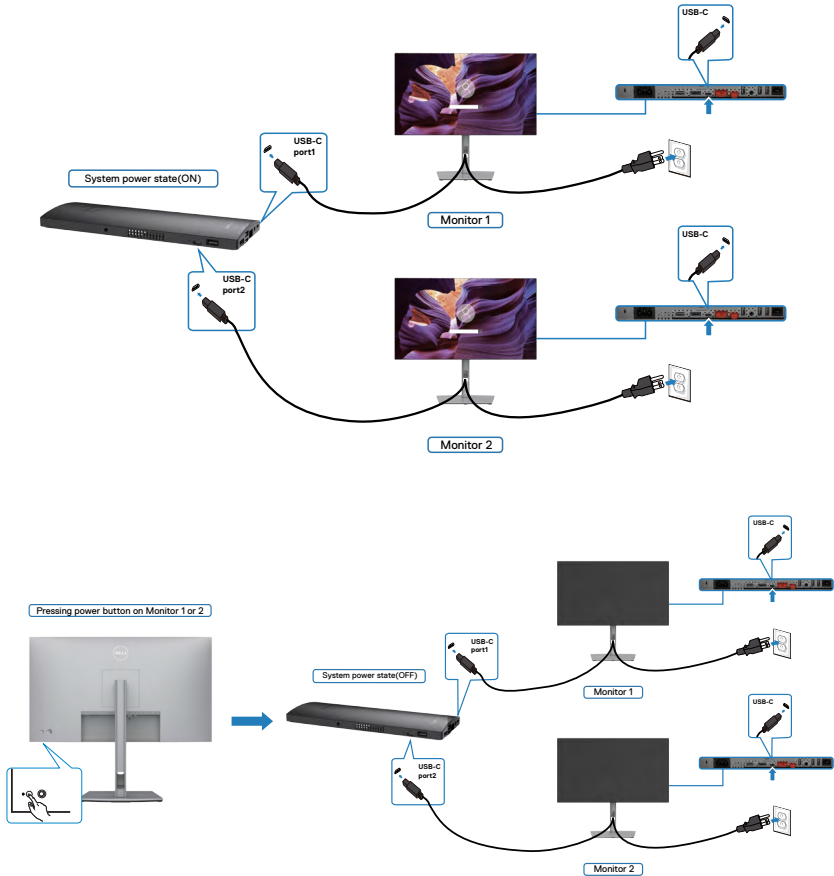 USB-C
USB-C
port1
System power state(ON)
Monitor 1
USB-C
USB-C
port2
Monitor 2
USB-C
Pressing power button on Monitor 1 or 2
DELL
USB-C
port1
System power state(OFF)
Monitor 1
USB-C
USB-C
port2
Monitor 2